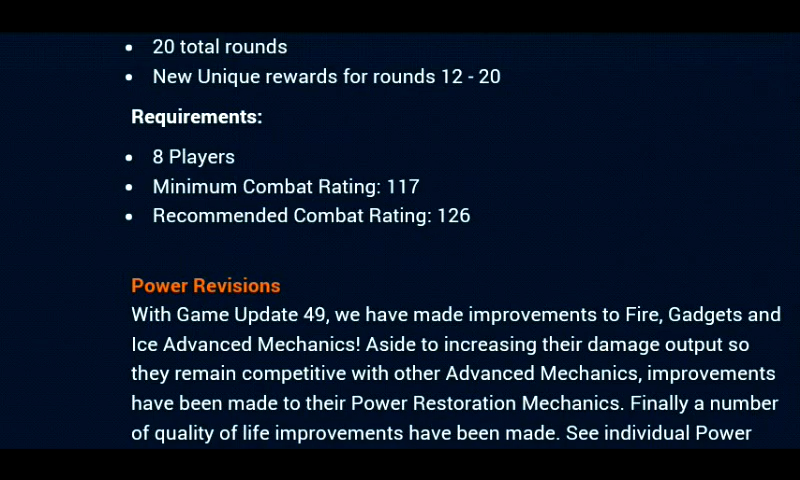 • 20 total rounds
• New Unique rewards for rounds 12 - 20
Requirements:
• 8 Players
• Minimum Combat Rating: 117
• Recommended Combat Rating: 126
Power Revisions
With Game Update 49, we have made improvements to Fire, Gadgets and
Ice Advanced Mechanics! Aside to increasing their damage output so
they remain competitive with other Advanced Mechanics, improvements
have been made to their Power Restoration Mechanics. Finally a number
of quality of life improvements have been made. See individual Power